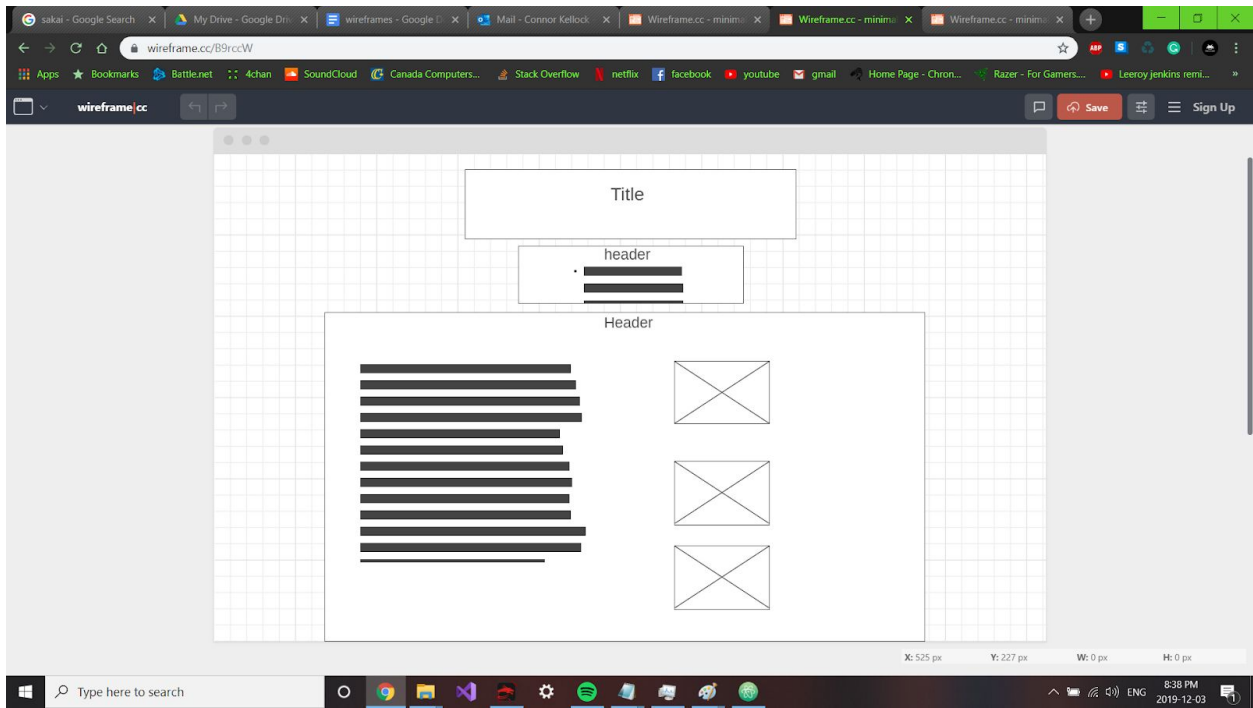 sakai - Google Search
My Drive - Google Driv
wireframes - Google D
Mail - Connor Kellock -
Wireframe.cc - minima
Wireframe.cc - minima
Wireframe.cc - minima
wireframe.cc/B9rccW
ABP
S
G
Apps Bookmarks Battle.net 4chan SoundCloud Canada Computers... Stack Overflow netflix facebook youtube gmail Home Page - Chron... Razer - For Gamers.... Leeroy jenkins remi... »
wireframe|cc
Save
Sign Up
Title
header
Header
X: 525 px Y: 227 px W: 0 px H: 0 px
Type here to search
ENG
8:38 PM
2019-12-03
1